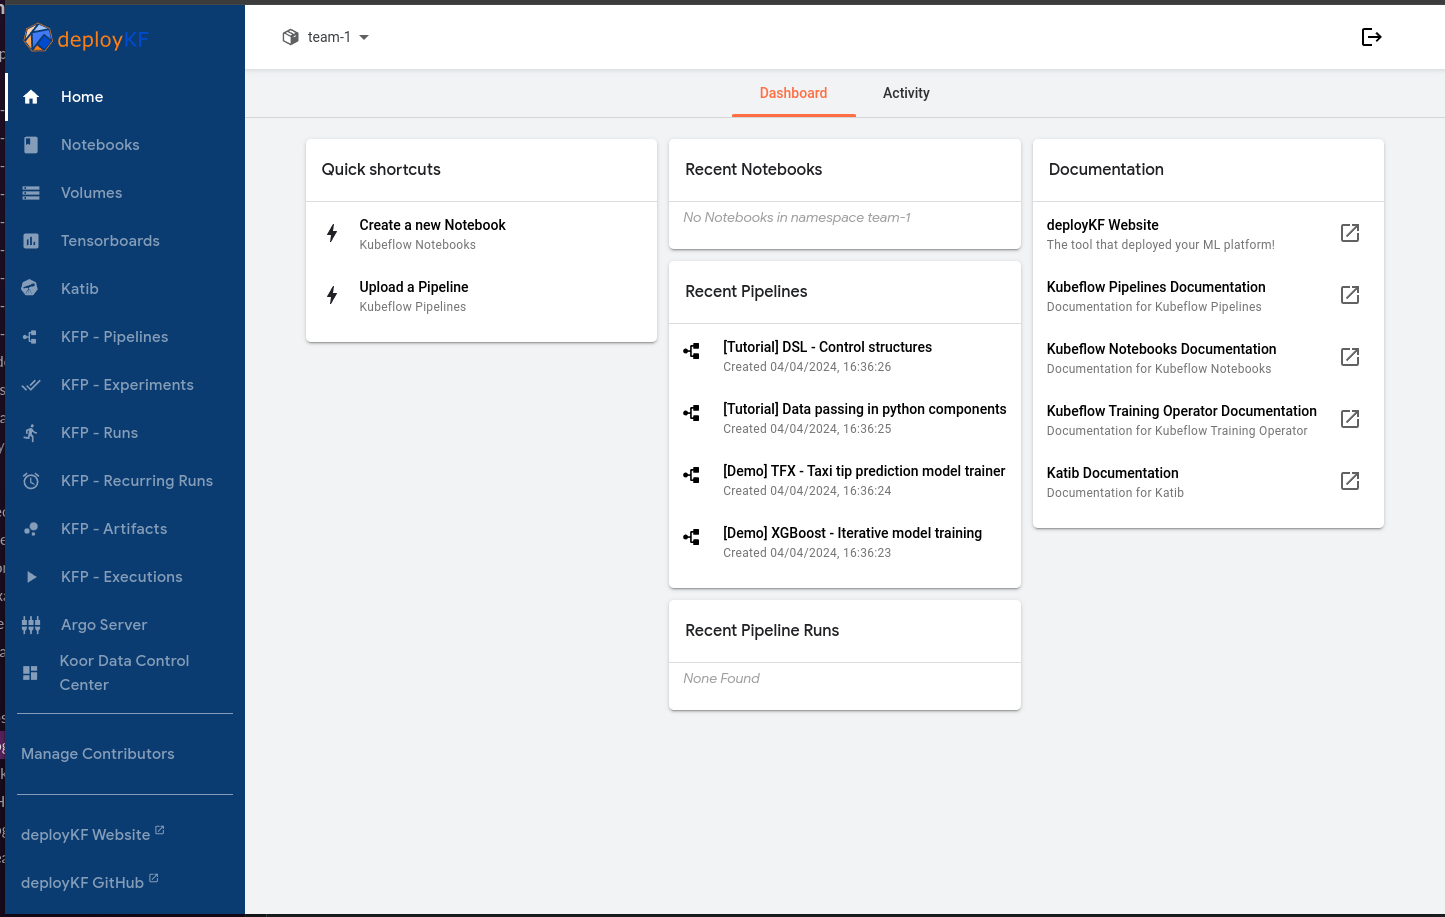 deployKF
Home
Notebooks
Volumes
Tensorboards
Katib
KFP - Pipelines
KFP - Experiments
KFP - Runs
KFP - Recurring Runs
KFP - Artifacts
KFP - Executions
Argo Server
Koor Data Control
Center
Manage Contributors
deployKF Website
deployKF GitHub
team-1
Dashboard
Activity
Quick shortcuts
Create a new Notebook
Kubeflow Notebooks
Upload a Pipeline
Kubeflow Pipelines
Recent Notebooks
No Notebooks in namespace team-1
Recent Pipelines
[Tutorial] DSL - Control structures
Created 04/04/2024, 16:36:26
[Tutorial] Data passing in python components
Created 04/04/2024, 16:36:25
[Demo] TFX - Taxi tip prediction model trainer
Created 04/04/2024, 16:36:24
[Demo] XGBoost - Iterative model training
Created 04/04/2024, 16:36:23
Recent Pipeline Runs
None Found
Documentation
deployKF Website
The tool that deployed your ML platform!
Kubeflow Pipelines Documentation
Documentation for Kubeflow Pipelines
Kubeflow Notebooks Documentation
Documentation for Kubeflow Notebooks
Kubeflow Training Operator Documentation
Documentation for Kubeflow Training Operator
Katib Documentation
Documentation for Katib